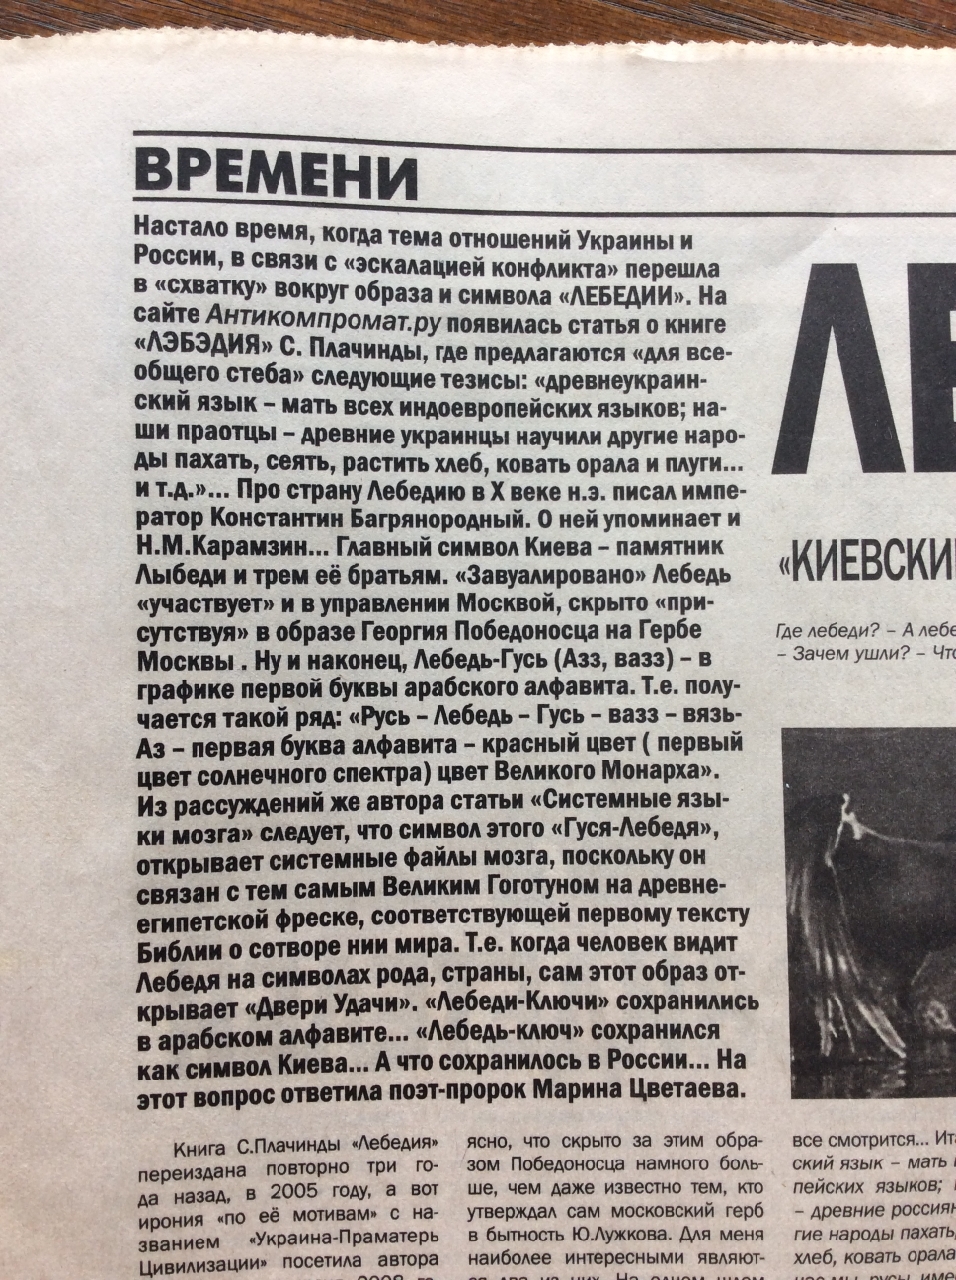 ВРЕМЕНИ
Настало время, когда тема отношений Украины и
России, в связи с «эскалацией конфликта» перешла
в «схватку» вокруг образа и символа «ЛЕБЕДИИ». На
сайте Антикомпромат.ру появилась статья о книге
«ЛЭБЭДИЯ» С. Плачинды, где предлагаются «для все-
общего стеба» следующие тезисы: «древнеукраин-
ский язык – мать всех индоевропейских языков; на-
ши праотцы – древние украинцы научили другие наро-
ды пахать, сеять, растить хлеб, ковать орала и плуги...
и т.д.»... Про страну Лебедию в X веке н.э. писал импе-
ратор Константин Багрянородный. О ней упоминает и
Н.М.Карамзин... Главный символ Киева – памятник
Лыбеди и трем её братьям. «Завуалировано» Лебедь
«участвует» и в управлении Москвой, скрыто «при-
сутствуя» в образе Георгия Победоносца на Гербе
Москвы . Ну и наконец, Лебедь-Гусь (Азз, вазз) – в
графике первой буквы арабского алфавита. Т.е. полу-
чается такой ряд: «Русь – Лебедь – Гусь – вазз – вязь-
Аз – первая буква алфавита – красный цвет ( первый
цвет солнечного спектра) цвет Великого Монарха».
Из рассуждений же автора статьи «Системные язы-
ки мозга» следует, что символ этого «Гуся-Лебедя»,
открывает системные файлы мозга, поскольку он
связан с тем самым Великим Гоготуном на древне-
египетской фреске, соответствующей первому тексту
Библии о сотворе нии мира. Т.е. когда человек видит
Лебедя на символах рода, страны, сам этот образ от-
крывает «Двери Удачи». «Лебеди-Ключи» сохранились
в арабском алфавите... «Лебедь-ключ» сохранился
как символ Киева... А что сохранилось в России... На
этот вопрос ответила поэт-пророк Марина Цветаева.
Книга С.Плачинды «Лебедия»
переиздана повторно три го-
да назад, в 2005 году, а вот
ирония «по её мотивам» с на-
званием «Украина-Праматерь
Цивилизации» посетила автора
ясно, что скрыто за этим обра-
зом Победоносца намного боль-
ше, чем даже известно тем, кто
утверждал сам московский герб
в бытность Ю.Лужкова. Для меня
наиболее интересными являют-
ся два из них. На одном
ЛЕ
«КИЕВСКИ
Где лебеди? – А лебе
– Зачем ушли? – Что
все смотрится... Ит
ский язык – мать
пейских языков;
– древние россиян
гие народы пахать,
хлеб, ковать орала